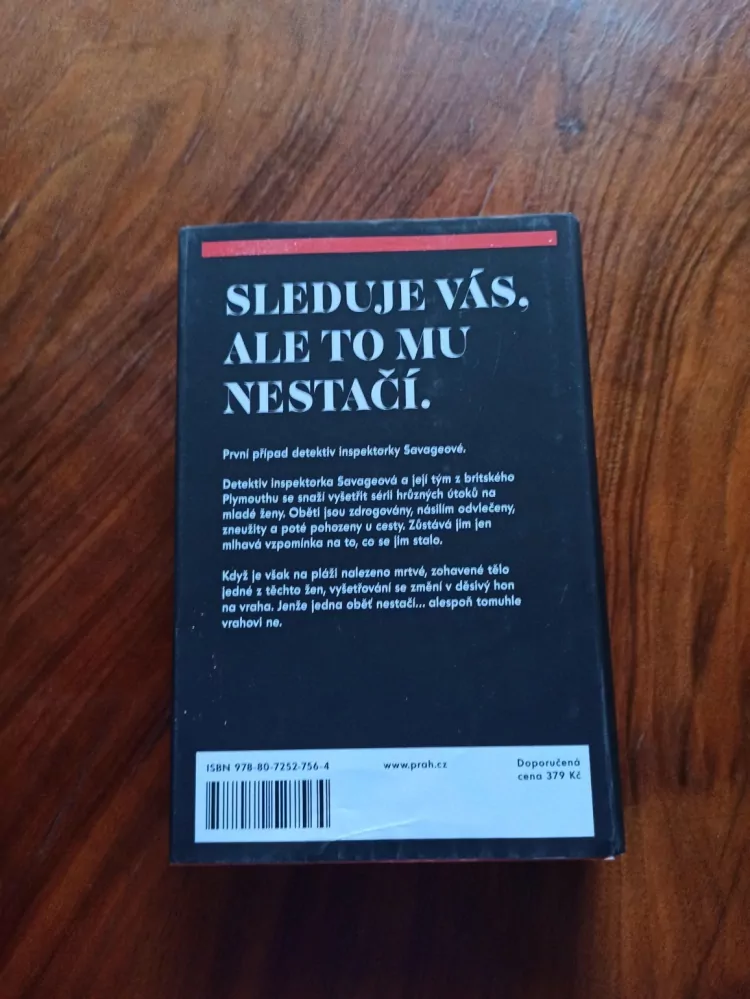 SLEDUJE VÁS,
ALE TO MU
NESTAČÍ.
První případ detektiv inspektorky Savageové.
Detektiv inspektorka Savageová a její tým z britského
Plymouthu se snaží vyšetřit sérii hrůzných útoků na
mladé ženy. Oběti jsou zdrogovány, násilím odvlečeny,
zneužity a poté pohozeny u cesty. Zůstává jim jen
mlhavá vzpomínka na to, co se jim stalo.
Když je však na pláži nalezeno mrtvé, zohavené tělo
jedné z těchto žen, vyšetřování se změní v děsivý hon
na vraha. Jenže jedna oběť nestačí... alespoň tomuhle
vrahovi ne.
ISBN 978-80-7252-756-4
www.prah.cz
Doporučená
cena 379 Kč